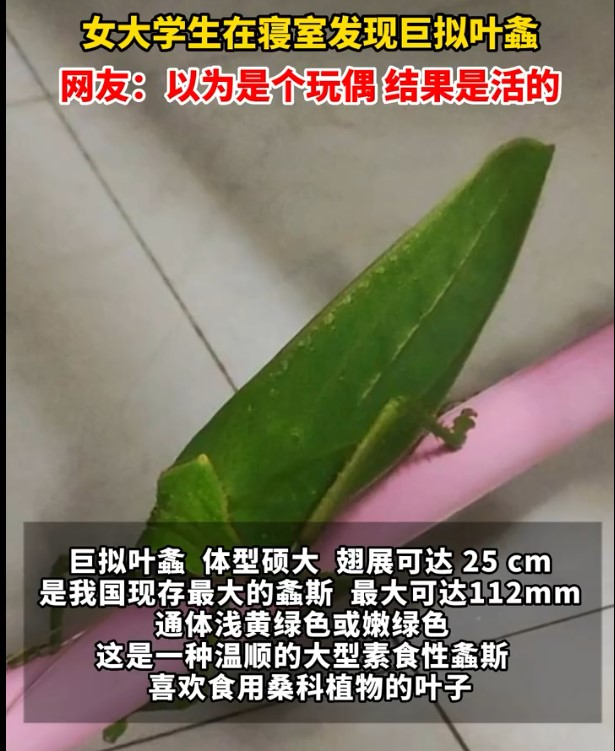 女大学生在寝室发现巨拟叶螽
网友：以为是个玩偶 结果是活的
巨拟叶螽 体型硕大 翅展可达 25 cm
是我国现存最大的螽斯 最大可达112mm
通体浅黄绿色或嫩绿色
这是一种温顺的大型素食性螽斯
喜欢食用桑科植物的叶子